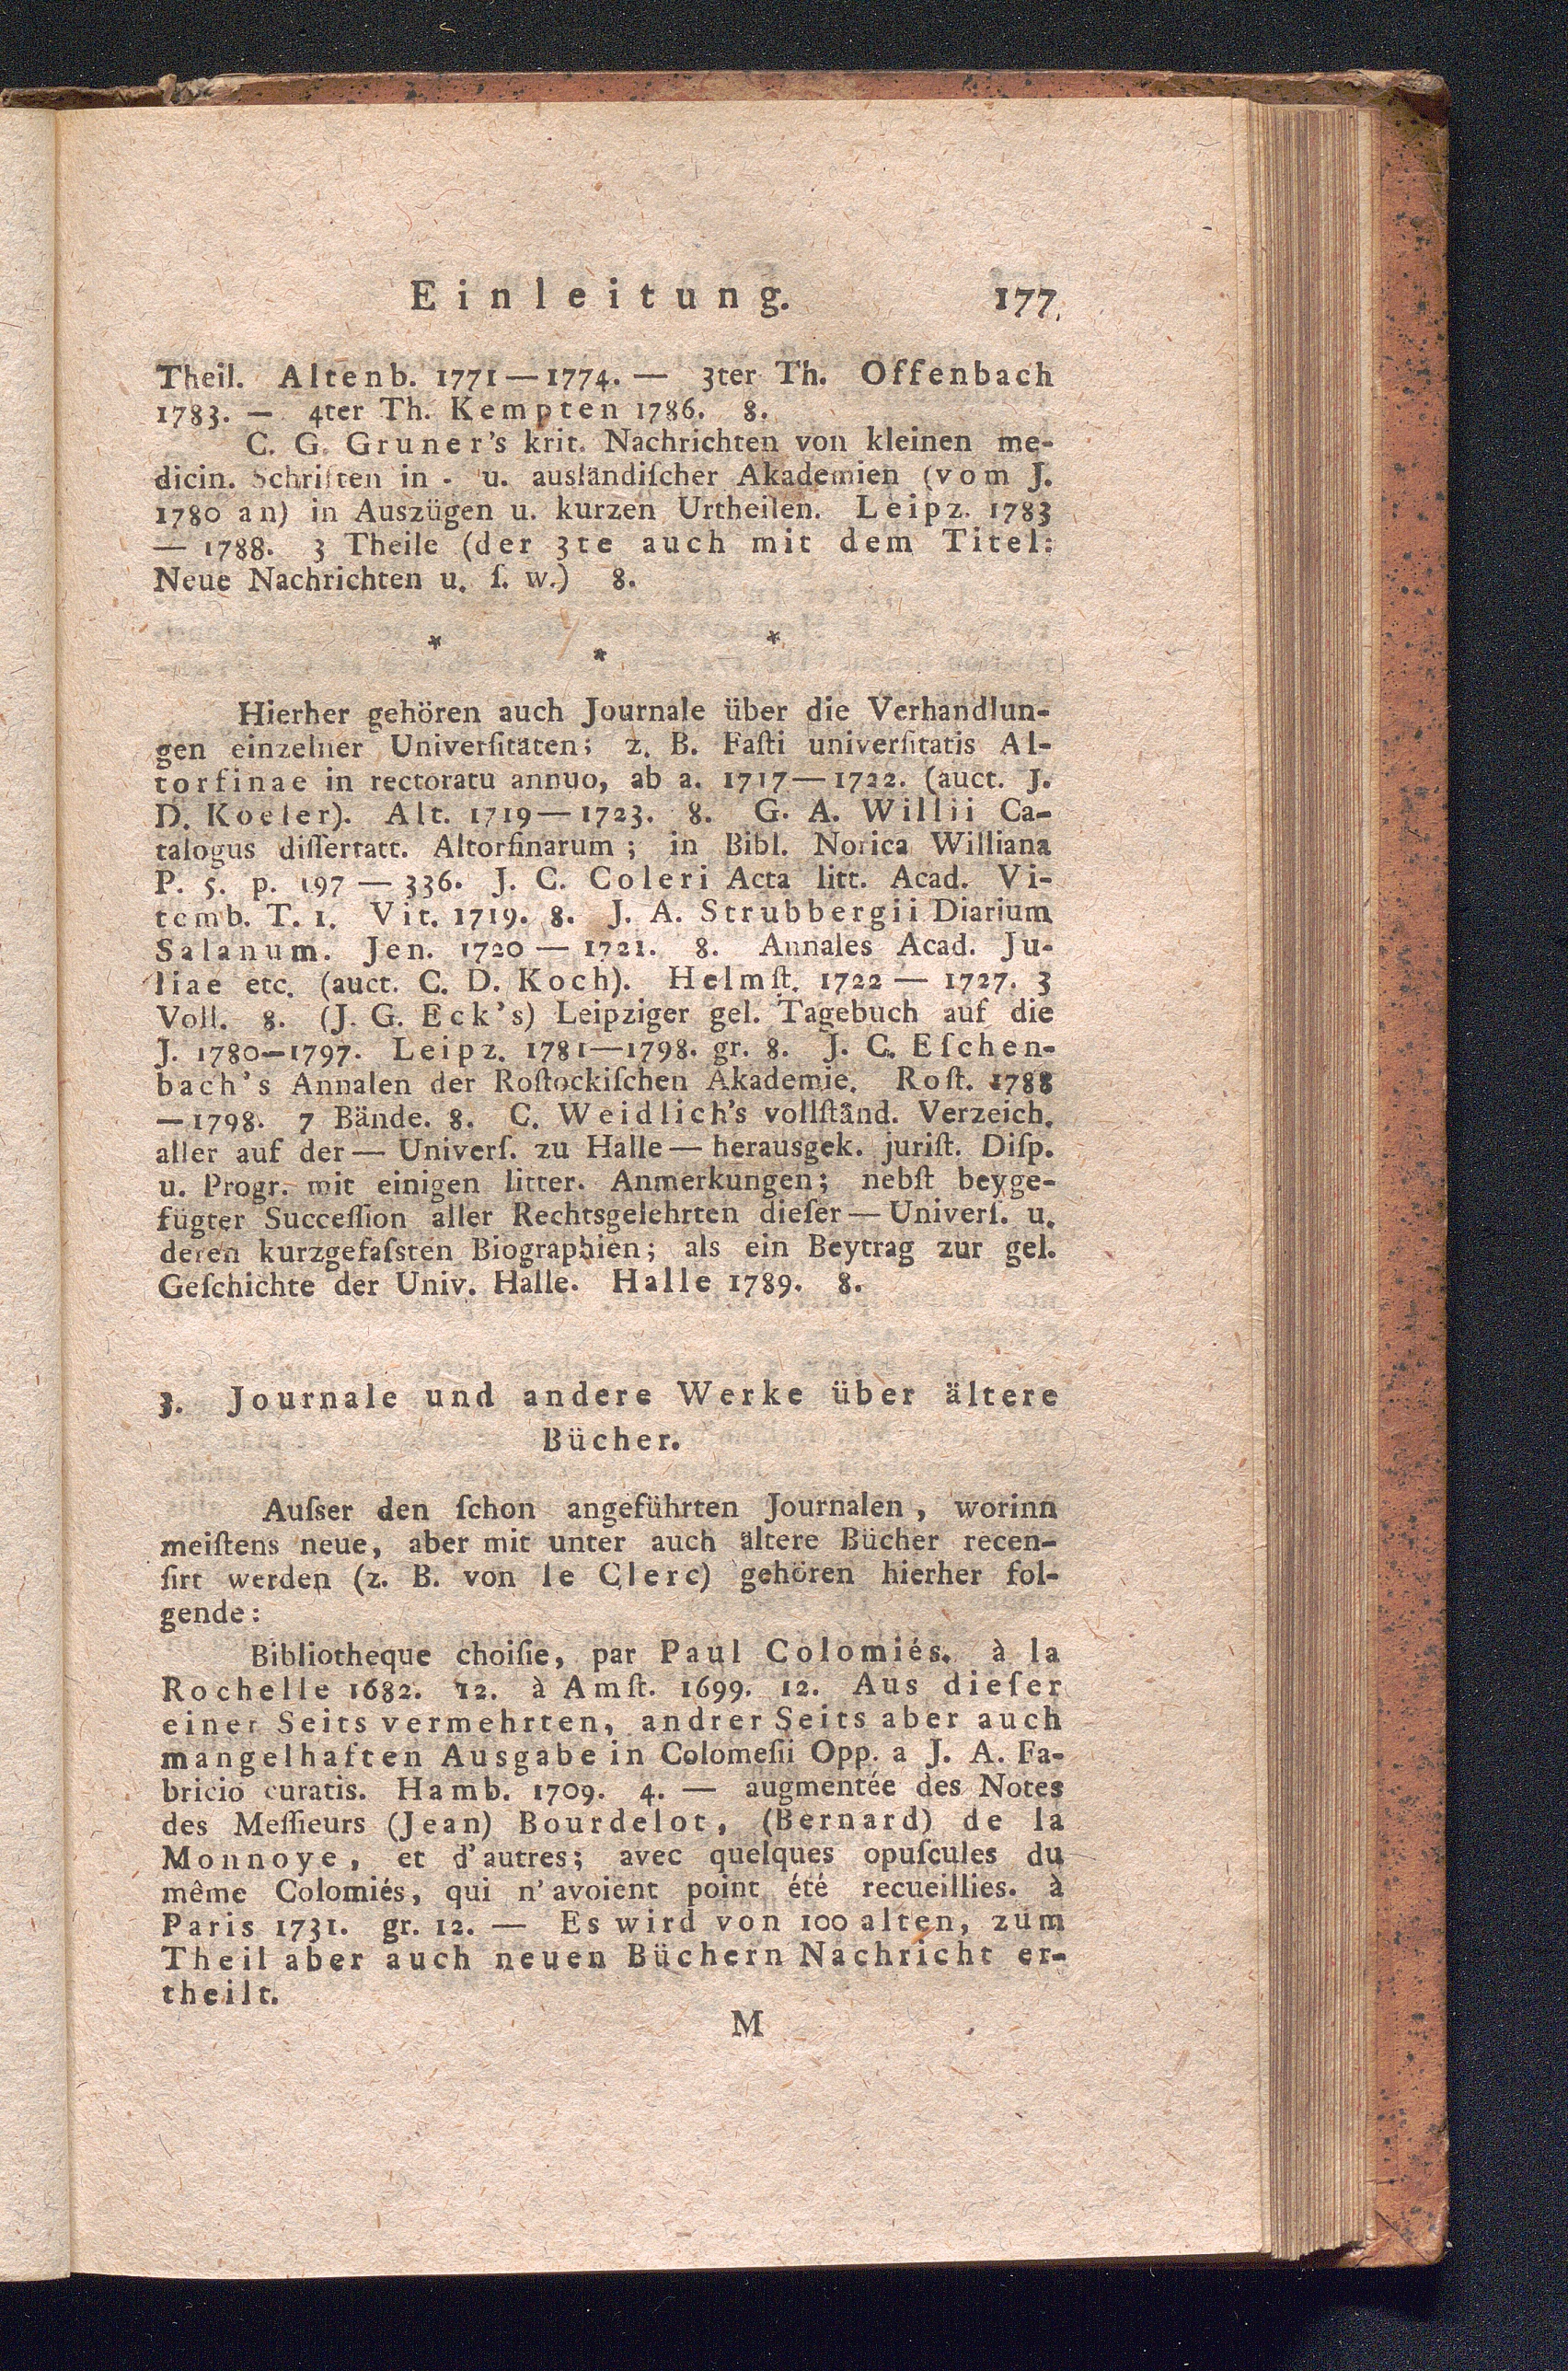 Einleitung. 177
Theil. Altenb. 1771—1774. — 3ter Th. Offenbach
1783. — 4ter Th. Kempten 1786. 8.
C. G. Gruner's krit. Nachrichten von kleinen me-
dicin. Schriften in - u. ausländiſcher Akademien (vom J.
1780 an) in Auszügen u. kurzen Urtheilen. Leipz. 1783
— 1788. 3 Theile (der 3te auch mit dem Titel:
Neue Nachrichten u. ſ. w.) 8.
* * *
Hierher gehören auch Journale über die Verhandlun-
gen einzelner Univerſitäten; z. B. Faſti univerſitatis Al-
torfinae in rectoratu annuo, ab a. 1717—1722. (auct. J.
D. Koeler). Alt. 1719—1723. 8. G. A. Willii Ca-
talogus diſſertatt. Altorfinarum; in Bibl. Norica Williana
P. 5. p. 197 — 336. J. C. Coleri Acta litt. Acad. Vi-
temb. T. 1. Vit. 1719. 8. J. A. Strubbergii Diarium
Salanum. Jen. 1720 — 1721. 8. Annales Acad. Ju-
liae etc. (auct. C. D. Koch). Helmſt. 1722 — 1727. 3
Voll. 8. (J. G. Eck's) Leipziger gel. Tagebuch auf die
J. 1780—1797. Leipz. 1781—1798. gr. 8. J. C. Eſchen-
bach's Annalen der Roſtockiſchen Akademie. Roſt. 1788
—1798. 7 Bände. 8. C. Weidlich's vollſtänd. Verzeich.
aller auf der — Univerſ. zu Halle — herausgek. juriſt. Diſp.
u. Progr. mit einigen litter. Anmerkungen; nebſt beyge-
fügter Succeſſion aller Rechtsgelehrten dieſer — Univerſ. u.
deren kurzgefaſsten Biographien; als ein Beytrag zur gel.
Geſchichte der Univ. Halle. Halle 1789. 8.
3. Journale und andere Werke über ältere
Bücher.
Auſser den ſchon angeführten Journalen, worinn
meiſtens neue, aber mit unter auch ältere Bücher recen-
ſirt werden (z. B. von le Clerc) gehören hierher fol-
gende:
Bibliotheque choiſie, par Paul Colomiés. à la
Rochelle 1682. 12. à Amſt. 1699. 12. Aus dieſer
einer Seits vermehrten, andrer Seits aber auch
mangelhaften Ausgabe in Colomeſii Opp. a J. A. Fa-
bricio curatis. Hamb. 1709. 4. — augmentée des Notes
des Meſſieurs (Jean) Bourdelot, (Bernard) de la
Monnoye, et d'autres; avec quelques opuſcules du
même Colomiés, qui n'avoient point été recueillies. à
Paris 1731. gr. 12. — Es wird von 100 alten, zum
Theil aber auch neuen Büchern Nachricht er-
theilt.
M